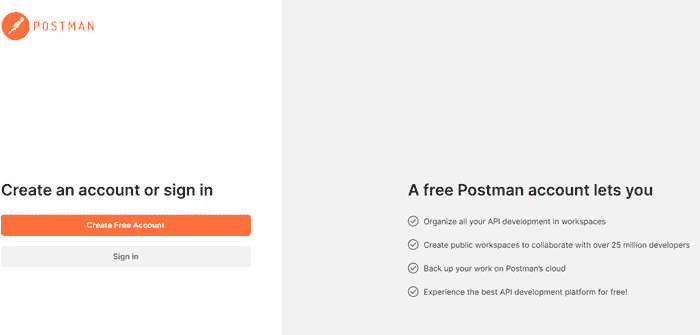 POSTMAN
Create an account or sign in
Create Free Account
Sign in
A free Postman account lets you
Organize all your API development in workspaces
Create public workspaces to collaborate with over 25 million developers
Back up your work on Postman's cloud
Experience the best API development platform for free!